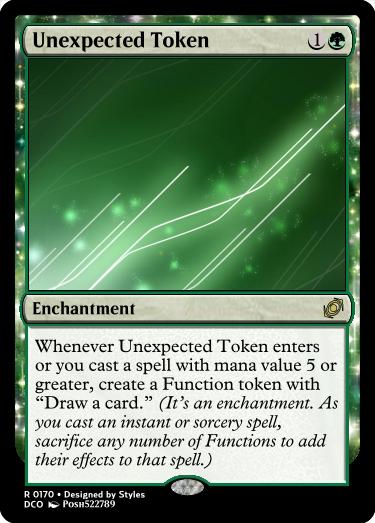 Unexpected Token 1
Enchantment
Whenever Unexpected Token enters
or you cast a spell with mana value 5 or
greater, create a Function token with
“Draw a card.” (It's an enchantment. As
you cast an instant or sorcery spell,
sacrifice any number of Functions to add
their effects to that spell.)
R 0170 • Designed by Styles
DCO Posh522789